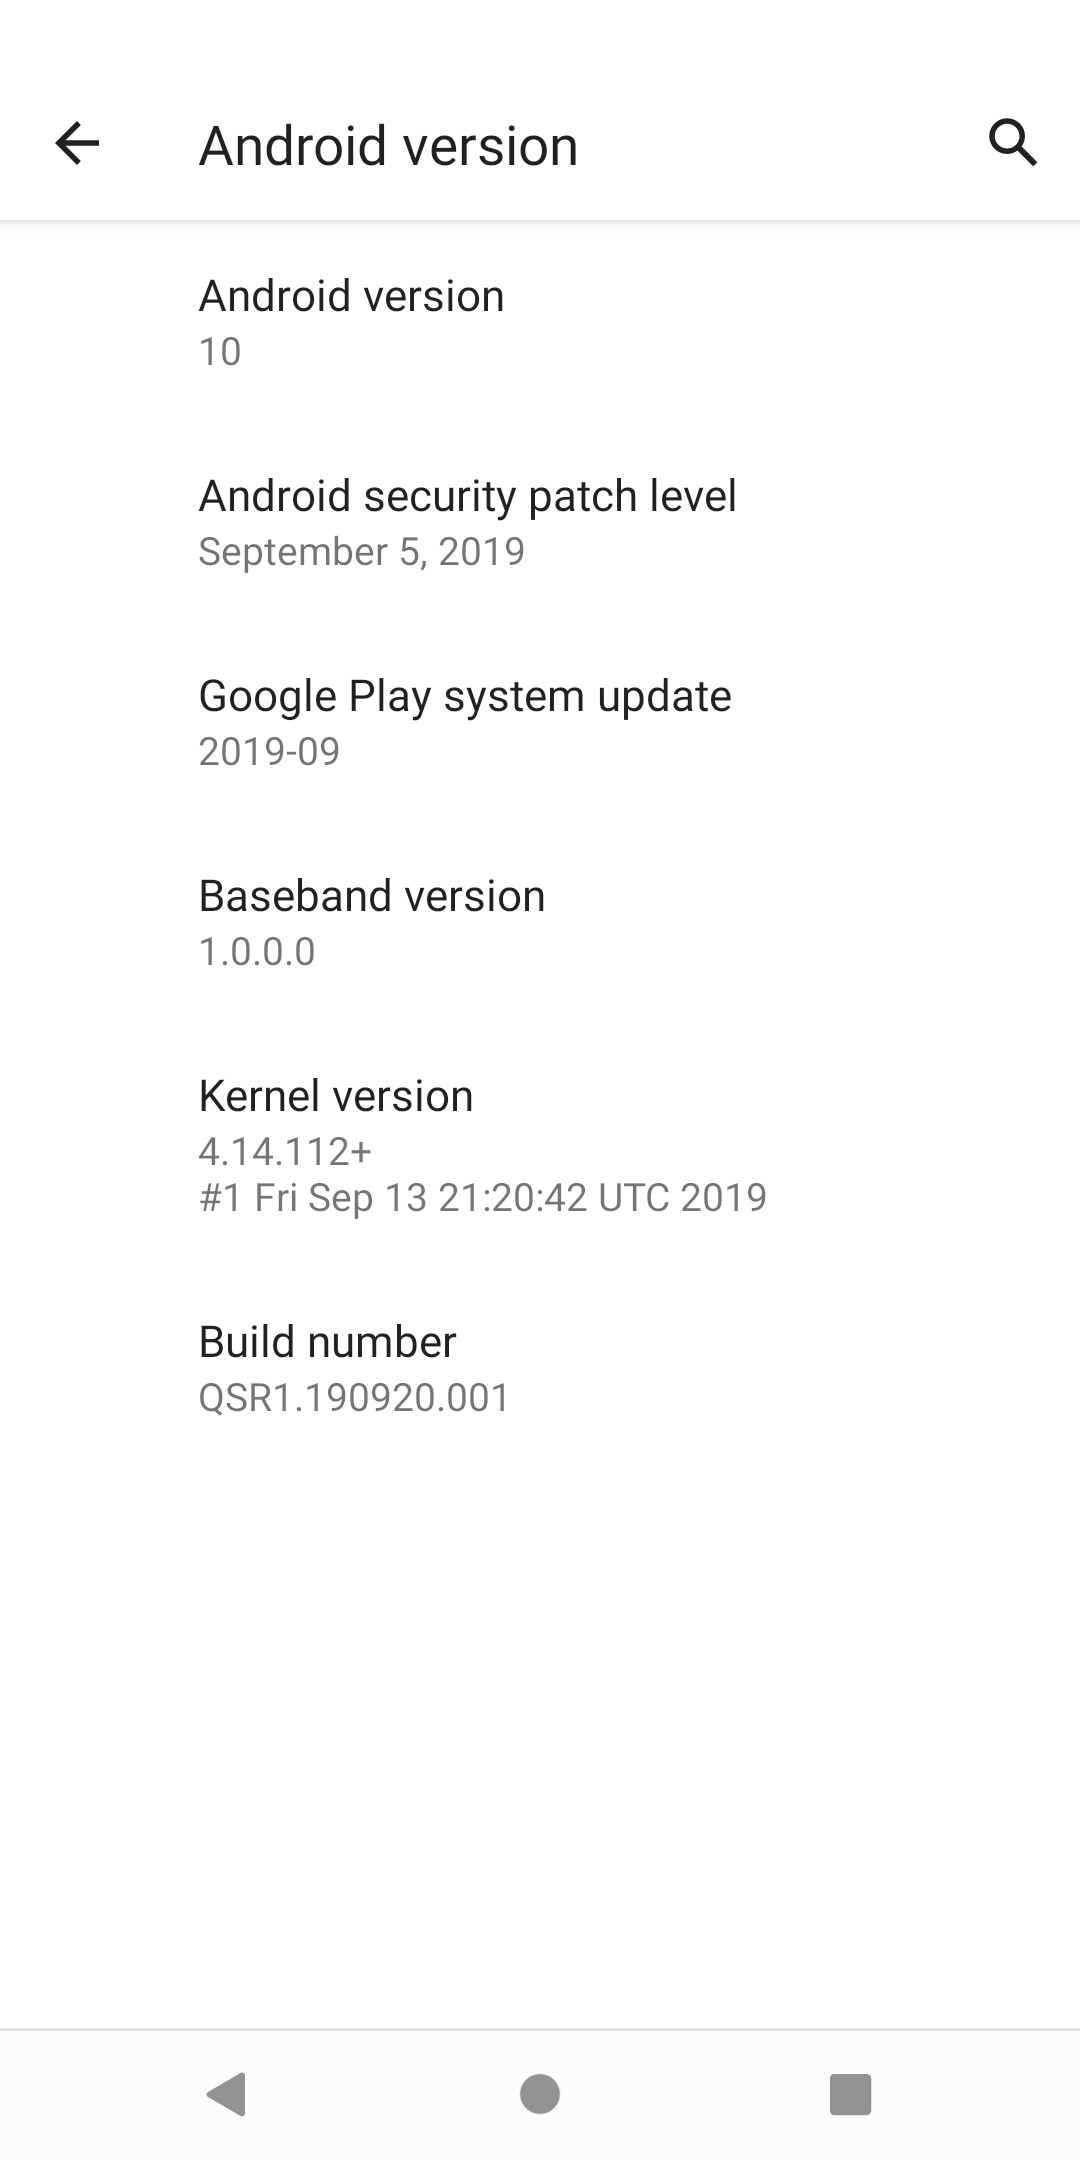 Android version
Android version
10
Android security patch level
September 5, 2019
Google Play system update
2019-09
Baseband version
1.0.0.0
Kernel version
4.14.112+
#1 Fri Sep 13 21:20:42 UTC 2019
Build number
QSR1.190920.001